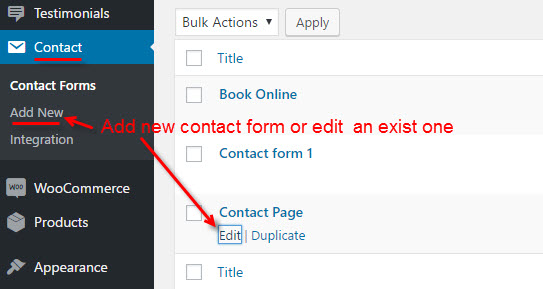 Testimonials
Contact
Contact Forms
Add New
Integration
WOO
WooCommerce
Products
Appearance
Bulk Actions
Apply
Title
Book Online
Add new contact form or edit  an exist one
Contact form 1
Contact Page
Edit | Duplicate
Title